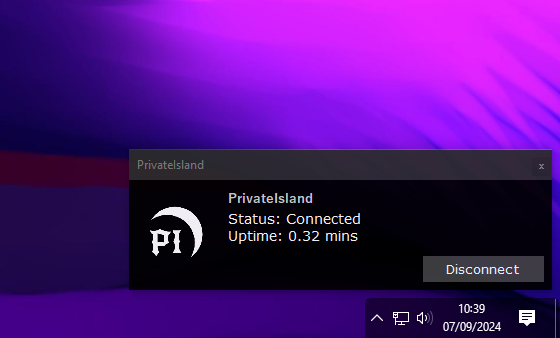 PrivateIsland
x
PI
PrivateIsland
Status: Connected
Uptime: 0.32 mins
Disconnect
10:39
07/09/2024